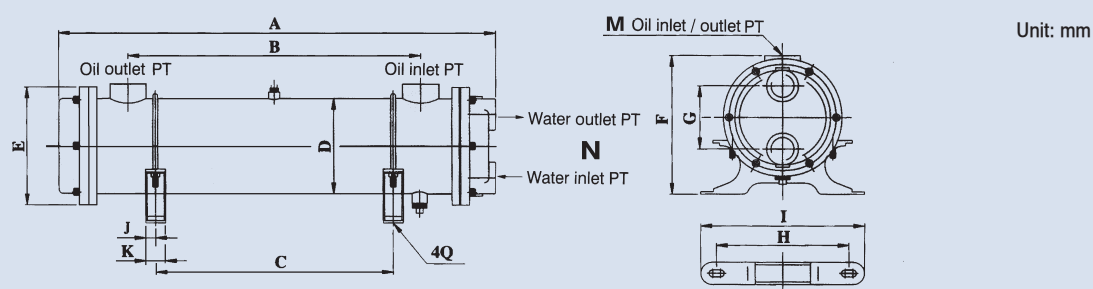 A
B
Oil outlet PT
Oil inlet PT
E
D
Water outlet PT
N
Water inlet PT
J
K
C
4Q
M Oil inlet / outlet PT
F
G
I
H
Unit: mm